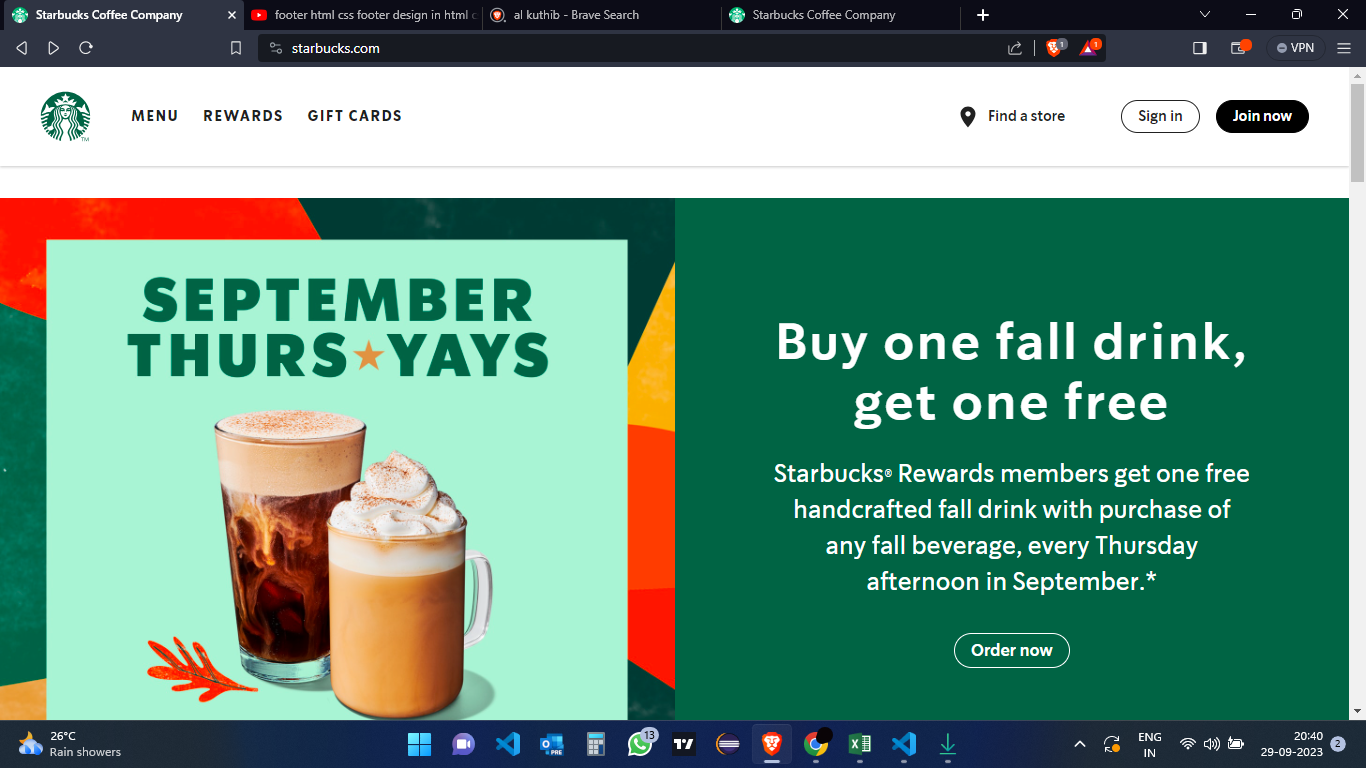 Starbucks Coffee Company
footer html css footer design in html c
al kuthib - Brave Search
Starbucks Coffee Company
starbucks.com
1
1
VPN
TM
MENU
REWARDS
GIFT CARDS
Find a store
Sign in
Join now
SEPTEMBER
THURS★YAYS
Buy one fall drink,
get one free
Starbucks® Rewards members get one free
handcrafted fall drink with purchase of
any fall beverage, every Thursday
afternoon in September.*
Order now
26°C
Rain showers
PRE
13
ENG
IN
20:40
29-09-2023
2